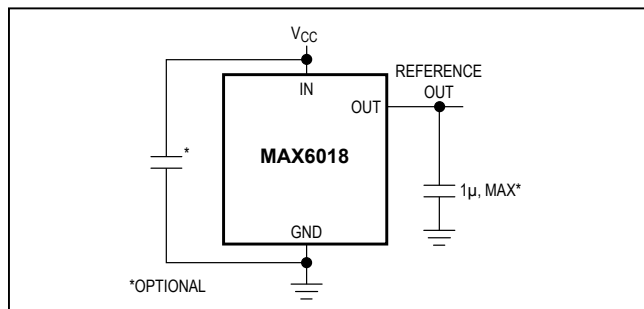 VCC
REFERENCE
OUT
IN
OUT
*
MAX6018
1µ, MAX*
GND
*OPTIONAL